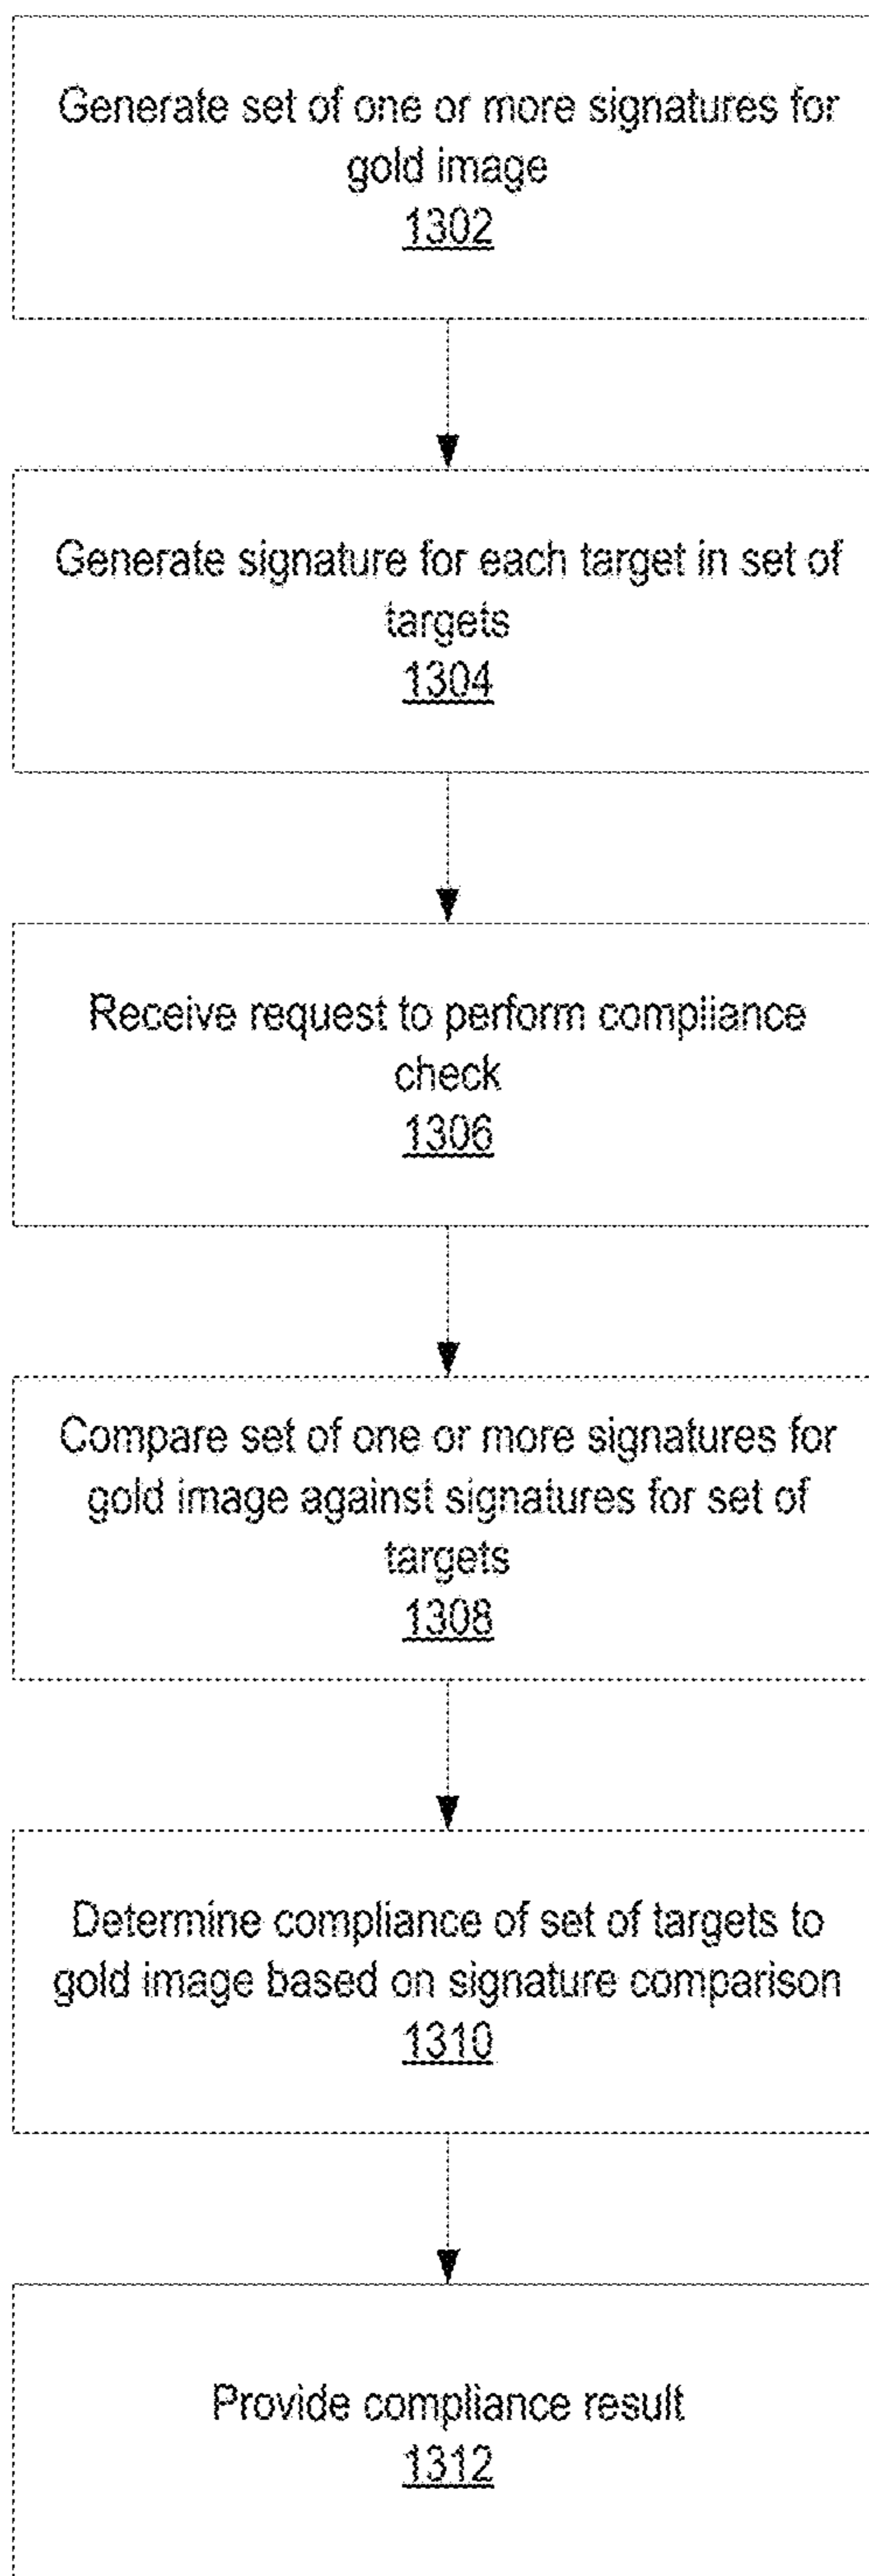 Generate set of one or more signatures for
gold image
1302
Generate signature for each target in set of
targets
1304
Receive request to perform compliance
check
1306
Compare set of one or more signatures for
gold image against signatures for set of
targets
1308
Determine compliance of set of targets to
gold image based on signature comparison
1310
Provide compliance result
1312